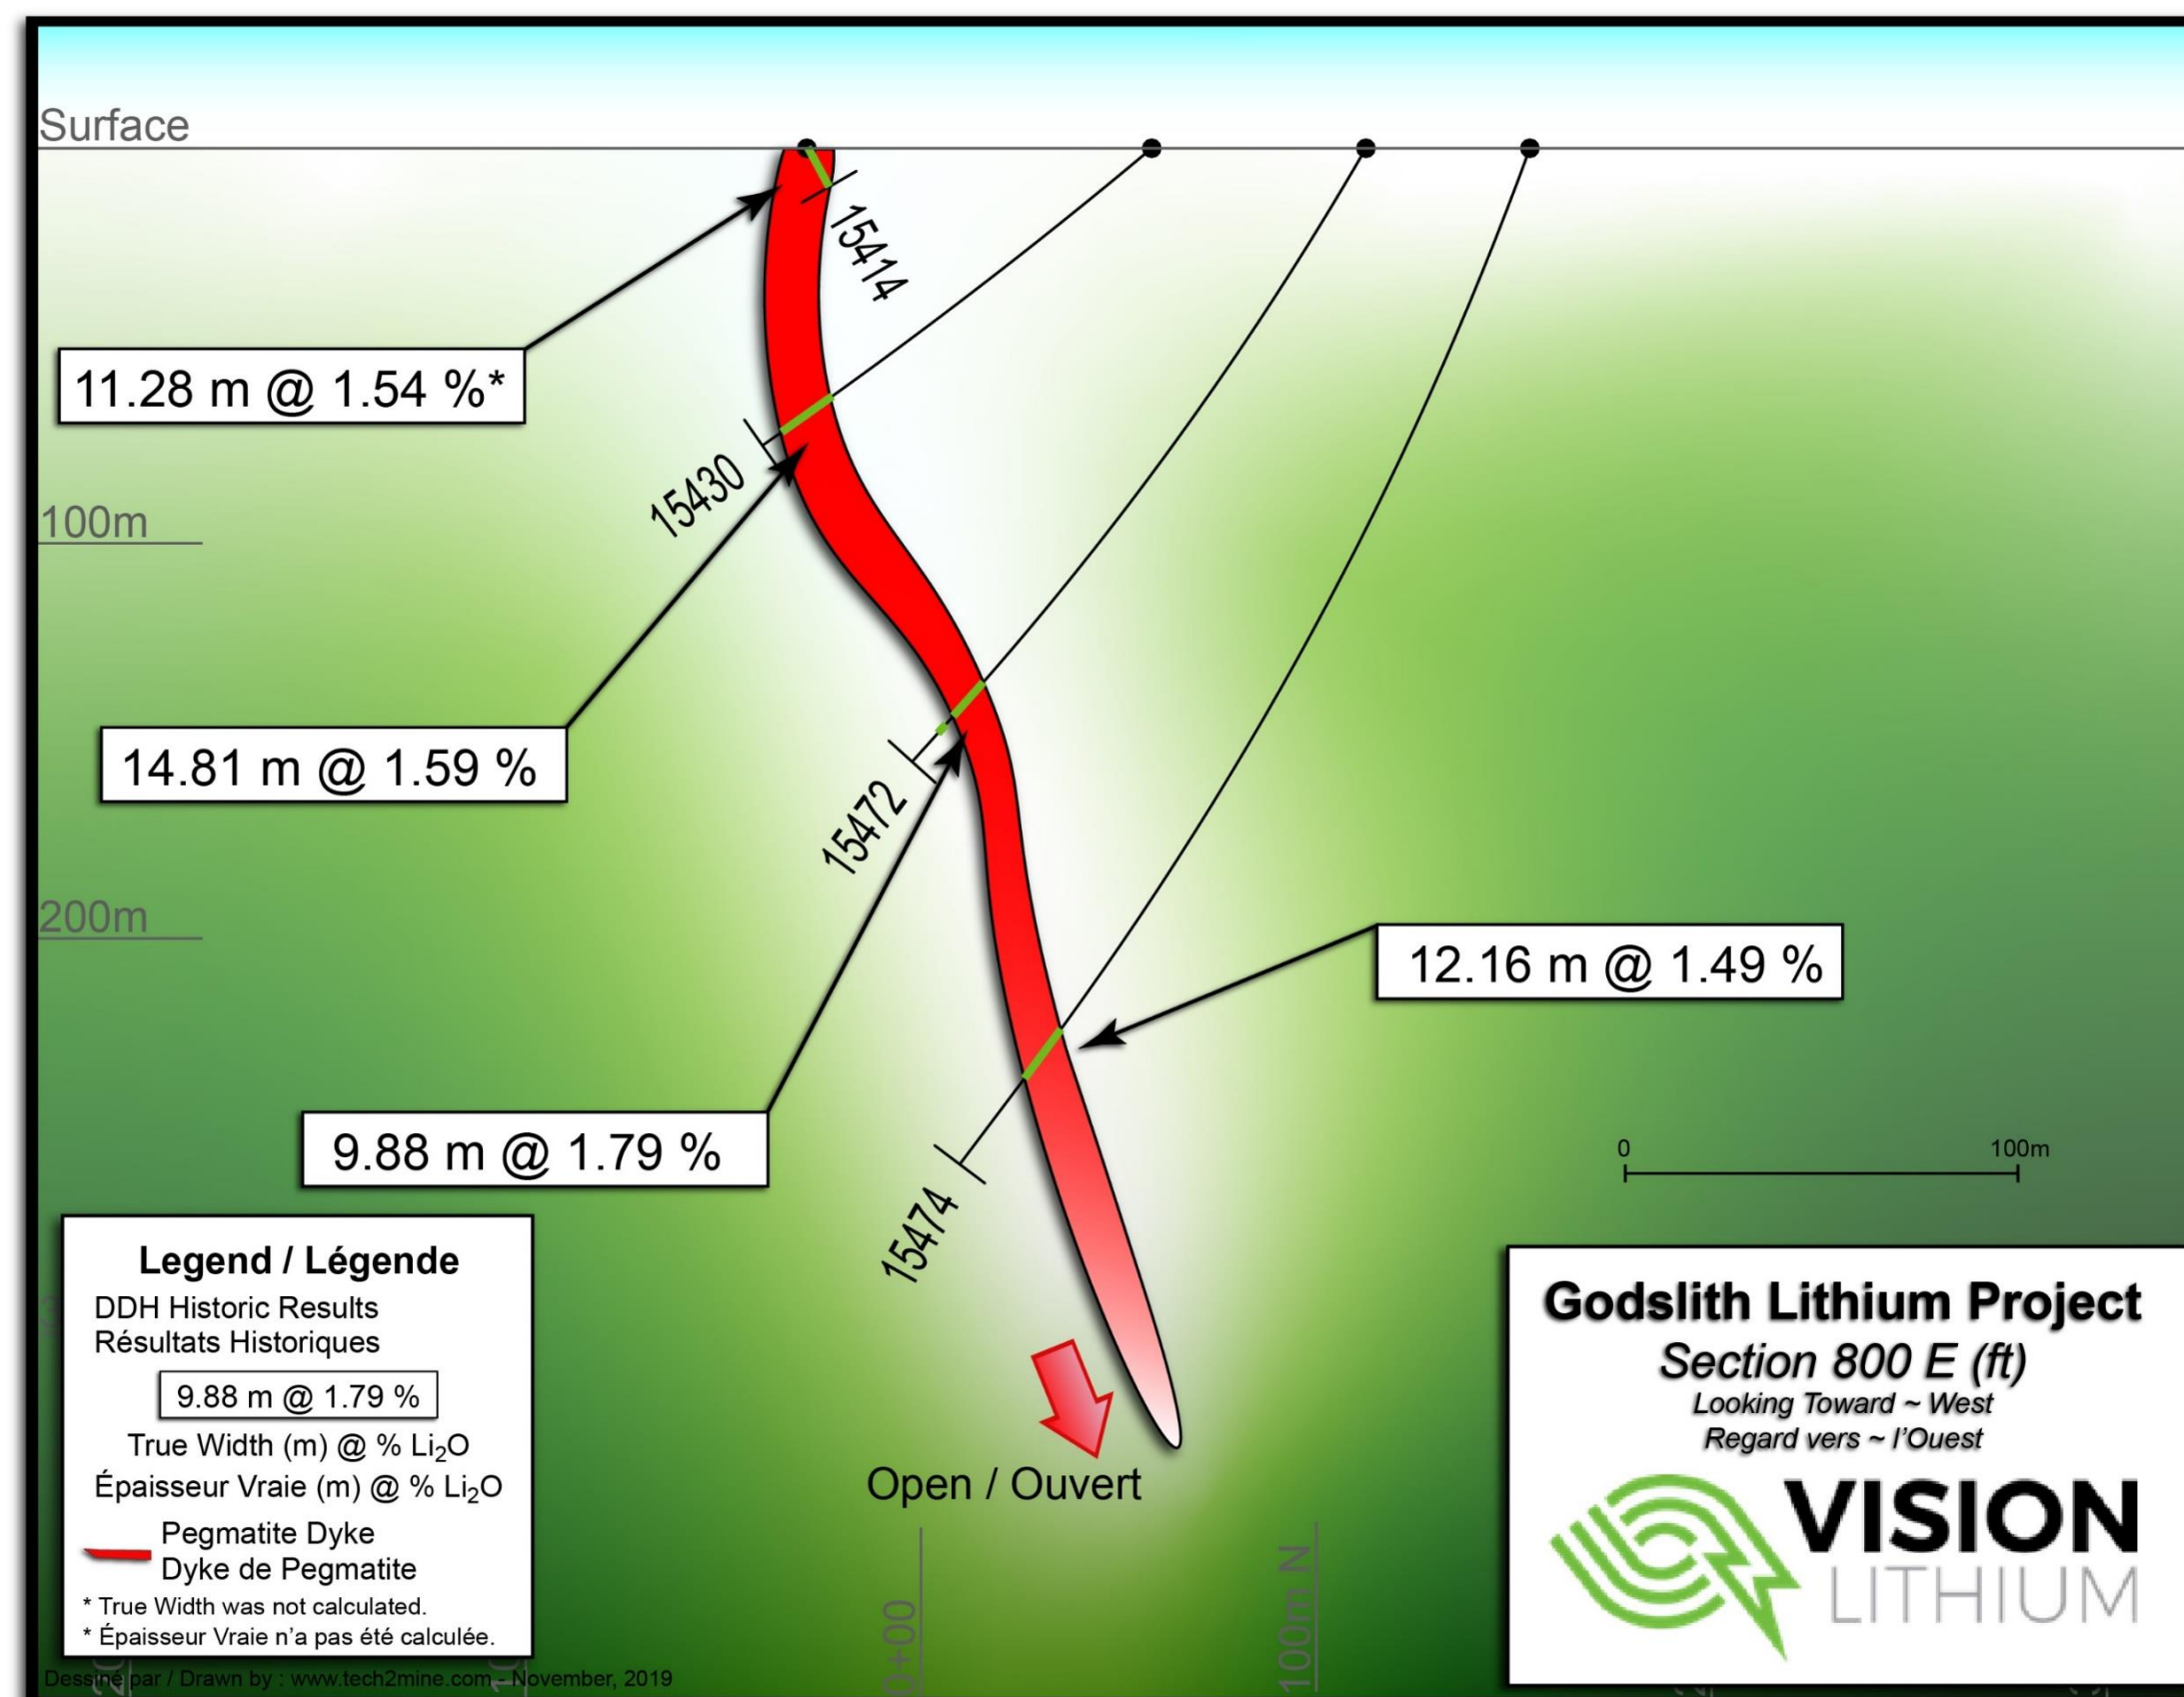 Surface
15414
11.28 m @ 1.54 %*
15430
100m
14.81 m @ 1.59 %
15472
200m
12.16 m @ 1.49 %
9.88 m @ 1.79 %
0 100m
15474
Legend / Légende
DDH Historic Results
Résultats Historiques
9.88 m @ 1.79 %
True Width (m) @ % Li₂O
Épaisseur Vraie (m) @ % Li₂O
Pegmatite Dyke
Dyke de Pegmatite
* True Width was not calculated.
* Épaisseur Vraie n'a pas été calculée.
Open / Ouvert
0+00
100m N
Godslith Lithium Project
Section 800 E (ft)
Looking Toward ~ West
Regard vers ~ l'Ouest
VISION
LITHIUM
Dessiné par / Drawn by : www.tech2mine.com - November, 2019